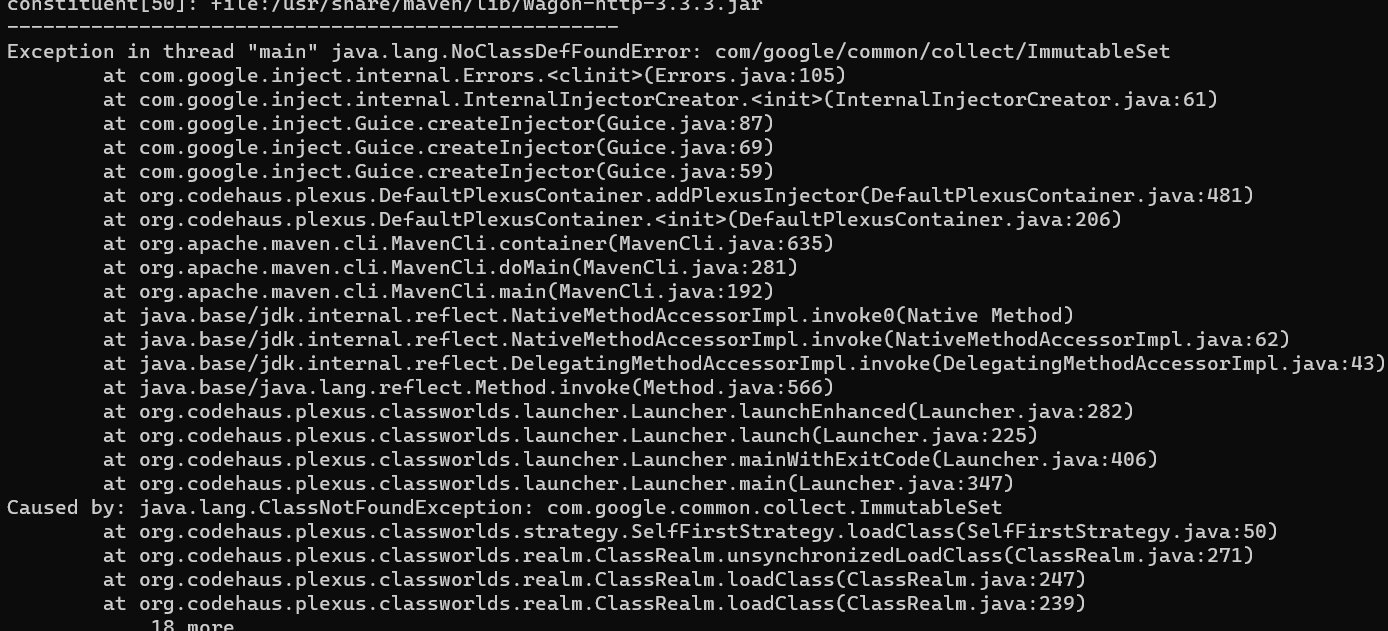 constituent[50]: file:/usr/share/maven/lib/wagon-http-3.3.3.jar
---------------------------------------------------
Exception in thread "main" java.lang.NoClassDefFoundError: com/google/common/collect/ImmutableSet
        at com.google.inject.internal.Errors.<clinit>(Errors.java:105)
        at com.google.inject.internal.InternalInjectorCreator.<init>(InternalInjectorCreator.java:61)
        at com.google.inject.Guice.createInjector(Guice.java:87)
        at com.google.inject.Guice.createInjector(Guice.java:69)
        at com.google.inject.Guice.createInjector(Guice.java:59)
        at org.codehaus.plexus.DefaultPlexusContainer.addPlexusInjector(DefaultPlexusContainer.java:481)
        at org.codehaus.plexus.DefaultPlexusContainer.<init>(DefaultPlexusContainer.java:206)
        at org.apache.maven.cli.MavenCli.container(MavenCli.java:635)
        at org.apache.maven.cli.MavenCli.doMain(MavenCli.java:281)
        at org.apache.maven.cli.MavenCli.main(MavenCli.java:192)
        at java.base/jdk.internal.reflect.NativeMethodAccessorImpl.invoke0(Native Method)
        at java.base/jdk.internal.reflect.NativeMethodAccessorImpl.invoke(NativeMethodAccessorImpl.java:62)
        at java.base/jdk.internal.reflect.DelegatingMethodAccessorImpl.invoke(DelegatingMethodAccessorImpl.java:43)
        at java.base/java.lang.reflect.Method.invoke(Method.java:566)
        at org.codehaus.plexus.classworlds.launcher.Launcher.launchEnhanced(Launcher.java:282)
        at org.codehaus.plexus.classworlds.launcher.Launcher.launch(Launcher.java:225)
        at org.codehaus.plexus.classworlds.launcher.Launcher.mainWithExitCode(Launcher.java:406)
        at org.codehaus.plexus.classworlds.launcher.Launcher.main(Launcher.java:347)
Caused by: java.lang.ClassNotFoundException: com.google.common.collect.ImmutableSet
        at org.codehaus.plexus.classworlds.strategy.SelfFirstStrategy.loadClass(SelfFirstStrategy.java:50)
        at org.codehaus.plexus.classworlds.realm.ClassRealm.unsynchronizedLoadClass(ClassRealm.java:271)
        at org.codehaus.plexus.classworlds.realm.ClassRealm.loadClass(ClassRealm.java:247)
        at org.codehaus.plexus.classworlds.realm.ClassRealm.loadClass(ClassRealm.java:239)
            18 more